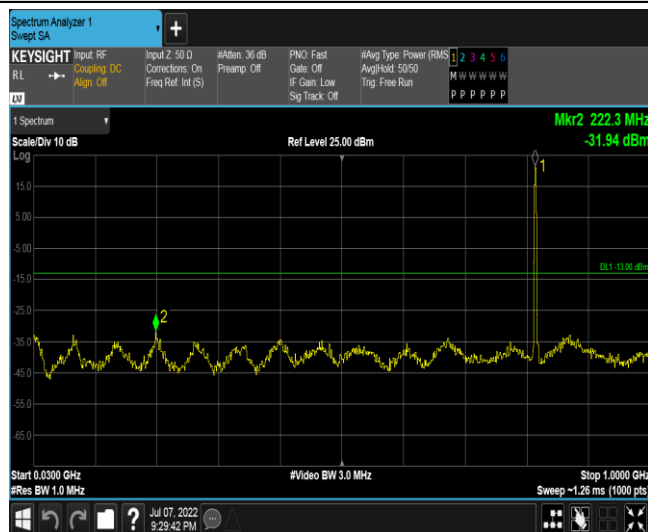 Spectrum Analyzer 1
Swept SA
KEYSIGHT
RL
Input: RF
Coupling: DC
Align: Off
Input Z: 50 Ω
Corrections: On
Freq Ref: Int (S)
#Atten: 36 dB
Preamp: Off
PNO: Fast
Gate: Off
IF Gain: Low
Sig Track: Off
#Avg Type: Power (RMS
Avg|Hold: 50/50
Trig: Free Run
1 2 3 4 5 6
M W W W W W
P P P P P P
LXI
1 Spectrum
Mkr2 222.3 MHz
-31.94 dBm
Scale/Div 10 dB
Ref Level 25.00 dBm
Log
1
15.0
5.00
-5.00
DL1 -13.00 dBm
-15.0
-25.0
2
-35.0
-45.0
-55.0
-65.0
Start 0.0300 GHz
#Video BW 3.0 MHz
Stop 1.0000 GHz
#Res BW 1.0 MHz
Sweep ~1.26 ms (1000 pts)
?
Jul 07, 2022
9:29:42 PM